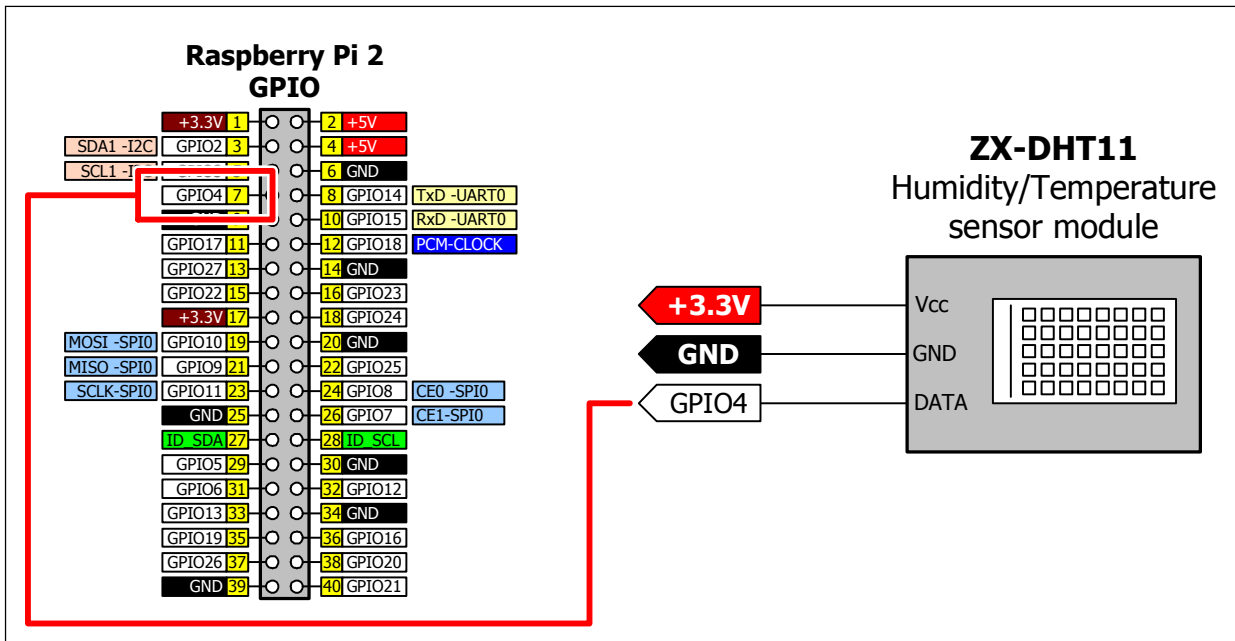 Raspberry Pi 2
GPIO
+3.3V 1 2 +5V
SDA1 -I2C GPIO2 3 4 +5V
SCL1 -I 6 GND
GPIO4 7 8 GPIO14 TxD -UART0
10 GPIO15 RxD -UART0
GPIO17 11 12 GPIO18 PCM-CLOCK
GPIO27 13 14 GND
GPIO22 15 16 GPIO23
+3.3V 17 18 GPIO24
MOSI -SPI0 GPIO10 19 20 GND
MISO -SPI0 GPIO9 21 22 GPIO25
SCLK-SPI0 GPIO11 23 24 GPIO8 CE0 -SPI0
GND 25 26 GPIO7 CE1-SPI0
ID_SDA 27 28 ID_SCL
GPIO5 29 30 GND
GPIO6 31 32 GPIO12
GPIO13 33 34 GND
GPIO19 35 36 GPIO16
GPIO26 37 38 GPIO20
GND 39 40 GPIO21
ZX-DHT11
Humidity/Temperature
sensor module
+3.3V Vcc
GND GND
GPIO4 DATA